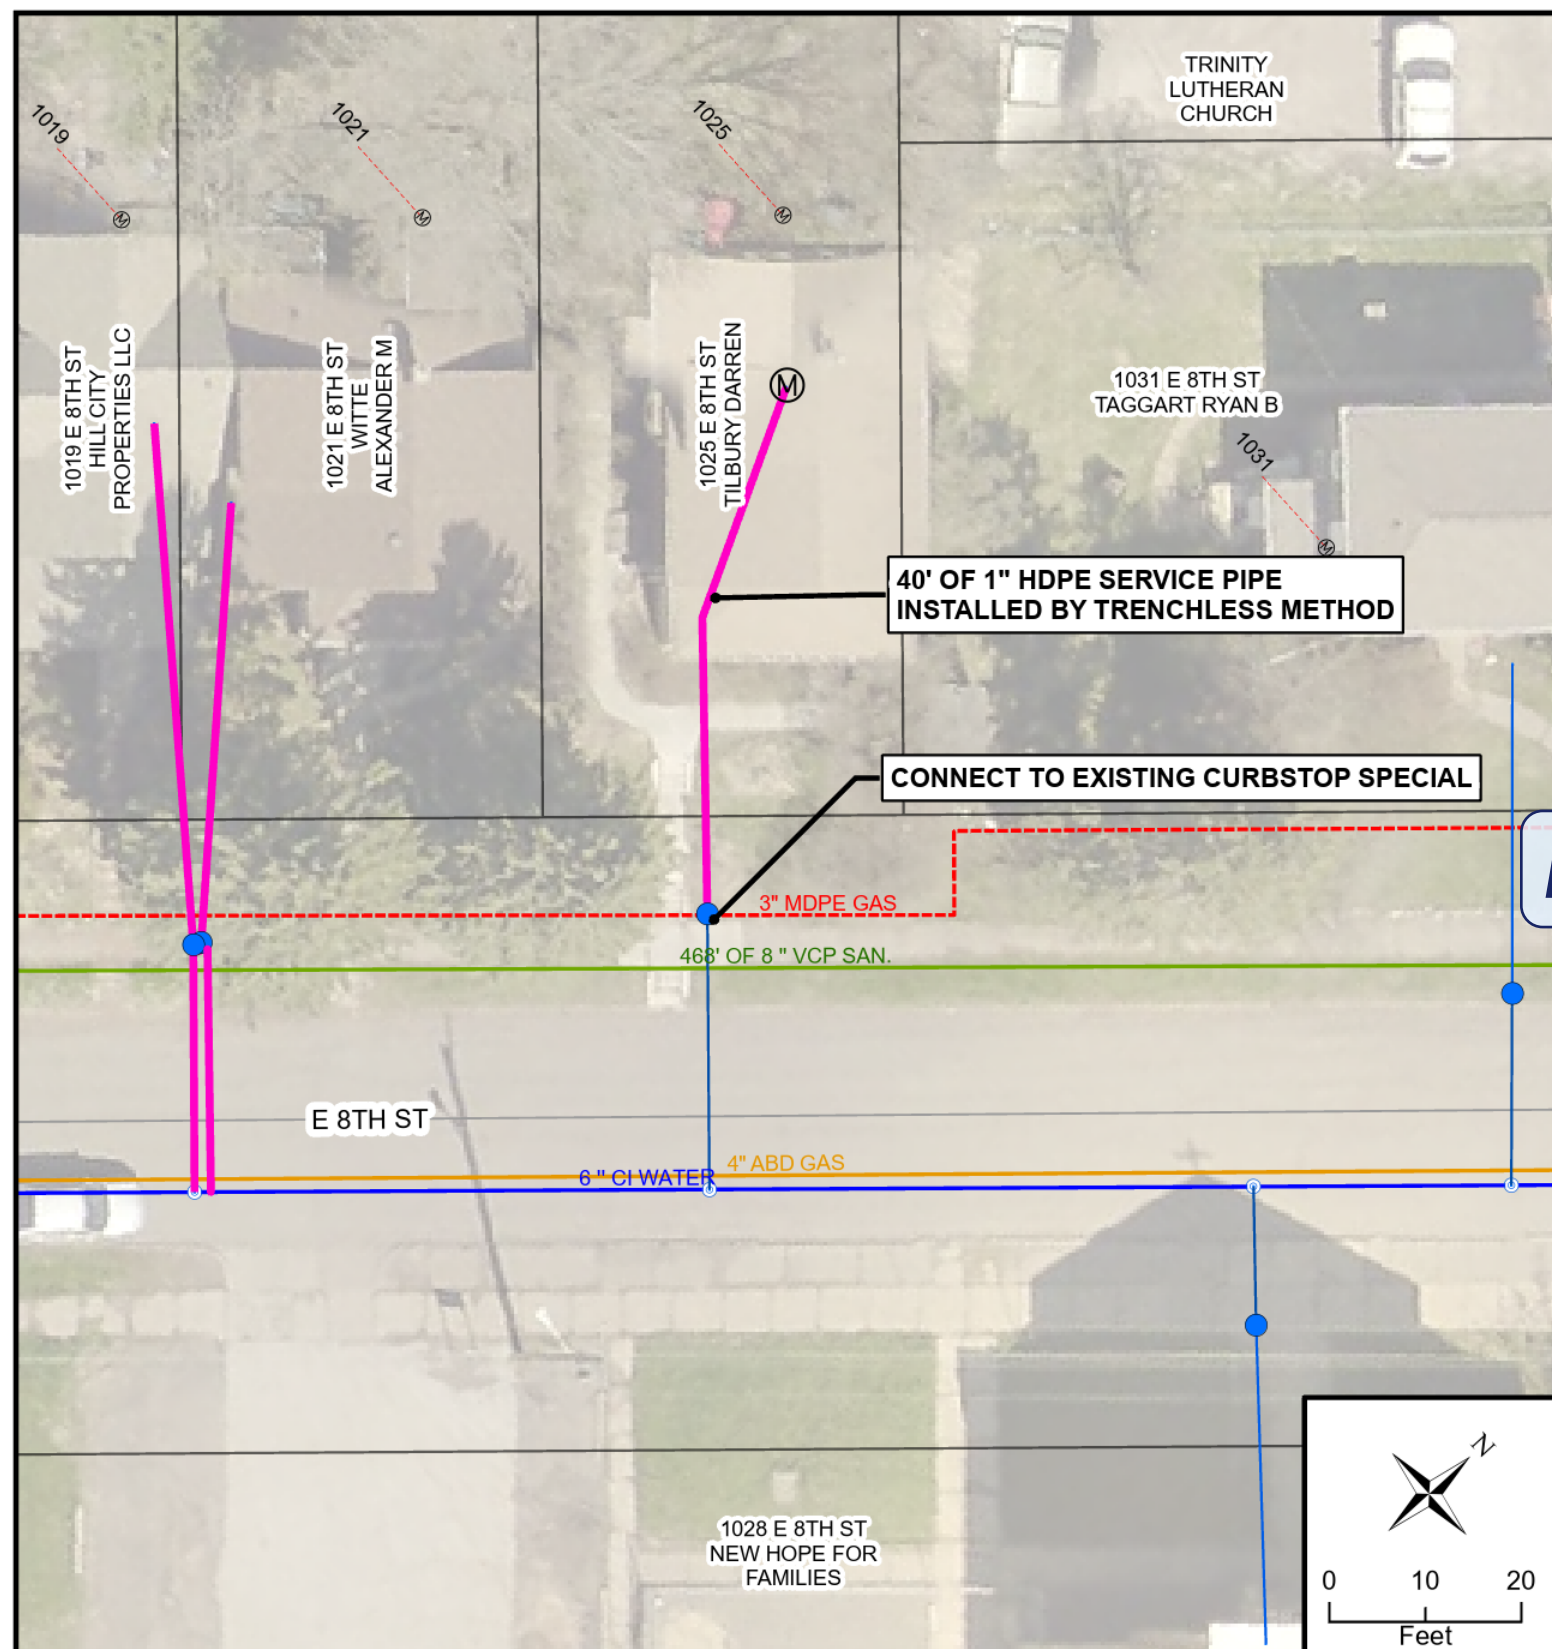 TRINITY
LUTHERAN
CHURCH
1019
1021
1025
M
M
M
1019 E 8TH ST
HILL CITY
PROPERTIES LLC
1021 E 8TH ST
WITTE
ALEXANDER M
1025 E 8TH ST
TILBURY DARREN
M
1031 E 8TH ST
TAGGART RYAN B
1031
M
40' OF 1" HDPE SERVICE PIPE
INSTALLED BY TRENCHLESS METHOD
CONNECT TO EXISTING CURBSTOP SPECIAL
3" MDPE GAS
468' OF 8 " VCP SAN.
E 8TH ST
4" ABD GAS
6 " CI WATER
1028 E 8TH ST
NEW HOPE FOR
FAMILIES
N
0 10 20
Feet